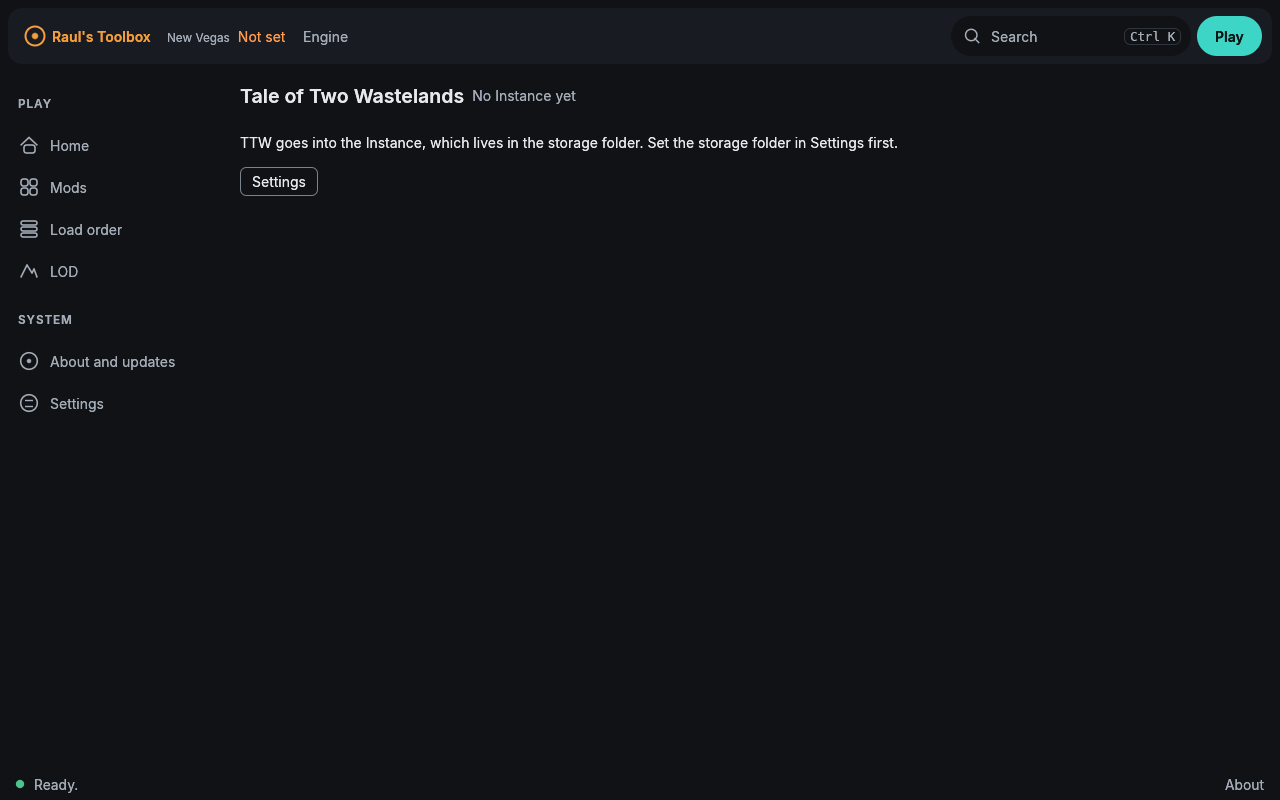 Raul's Toolbox New Vegas Not set Engine Search Ctrl K Play
PLAY
Home
Mods
Load order
LOD
SYSTEM
About and updates
Settings
Tale of Two Wastelands No Instance yet
TTW goes into the Instance, which lives in the storage folder. Set the storage folder in Settings first.
Settings
Ready.
About